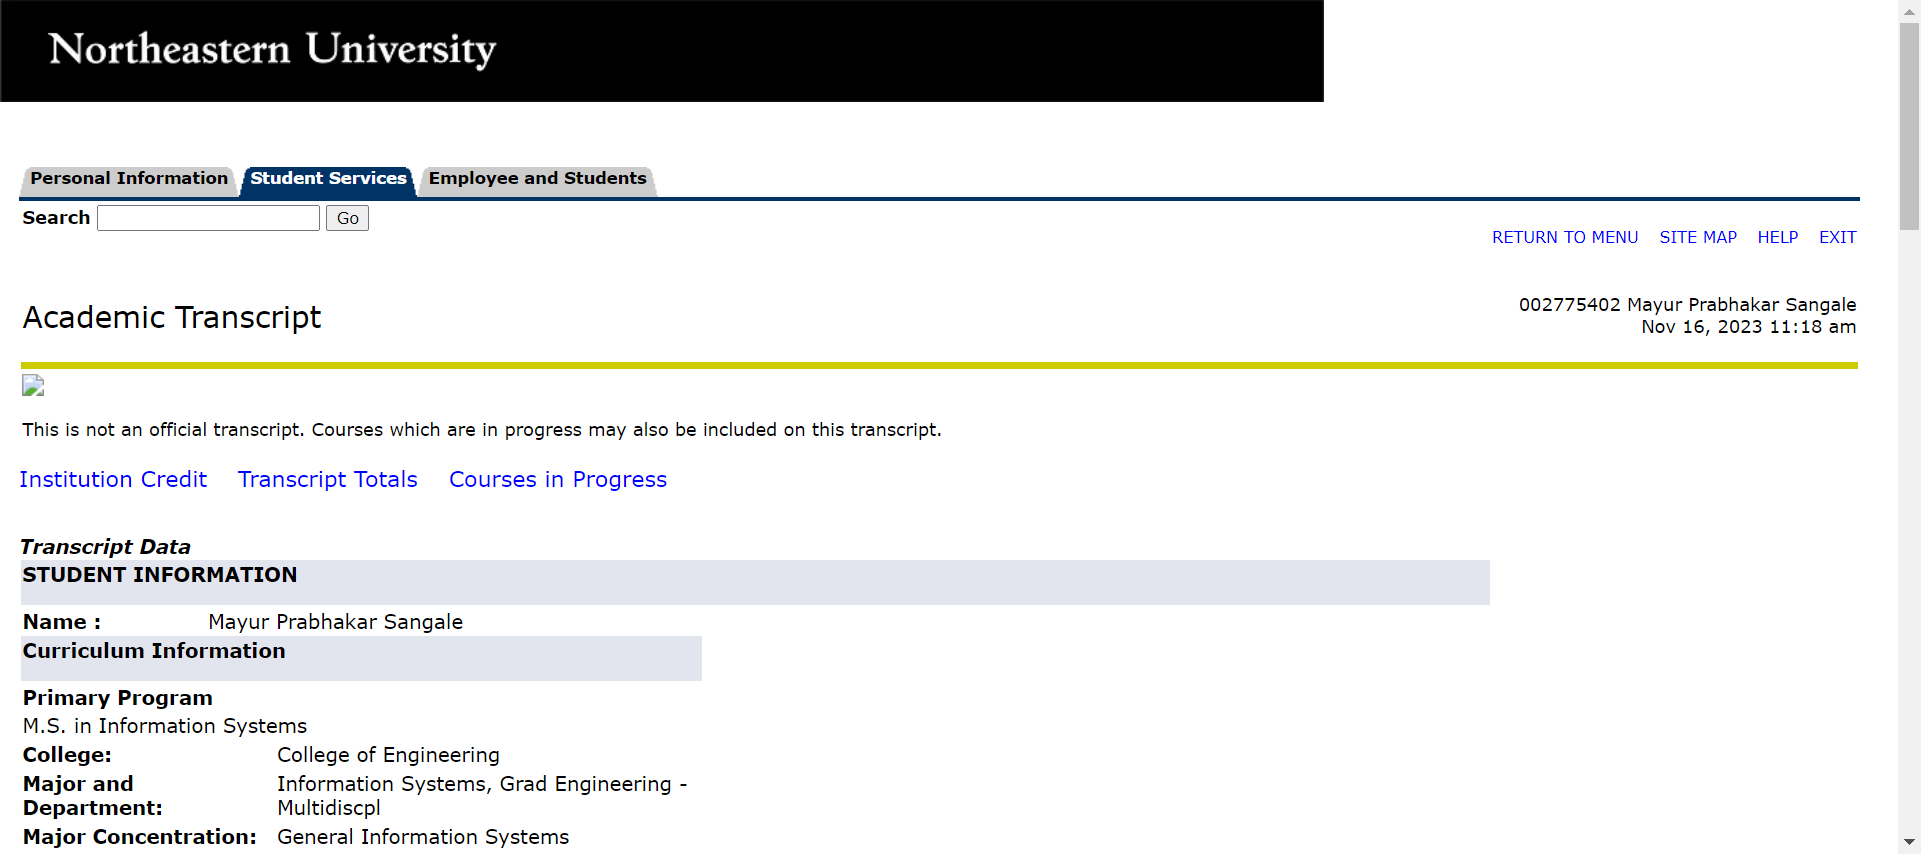 Northeastern University
Personal Information Student Services Employee and Students
Search Go
RETURN TO MENU SITE MAP HELP EXIT
Academic Transcript
002775402 Mayur Prabhakar Sangale
Nov 16, 2023 11:18 am
This is not an official transcript. Courses which are in progress may also be included on this transcript.
Institution Credit Transcript Totals Courses in Progress
Transcript Data
STUDENT INFORMATION
Name : Mayur Prabhakar Sangale
Curriculum Information
Primary Program
M.S. in Information Systems
College: College of Engineering
Major and Department: Information Systems, Grad Engineering - Multidiscpl
Major Concentration: General Information Systems